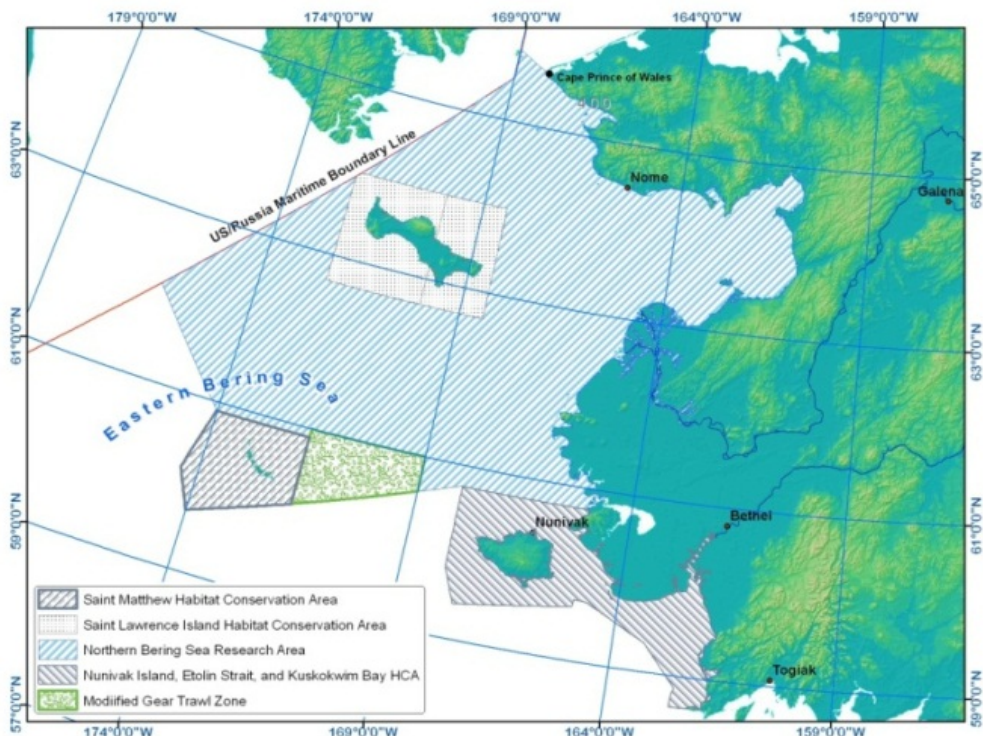 179°0'0"W
174°0'0"W
169°0'0"W
164°0'0"W
159°0'0"W
Cape Prince of Wales
63°0'0"N
65°0'0"N
US/Russia Maritime Boundary Line
Nome
Galena
61°0'0"N
63°0'0"N
Eastern Bering Sea
59°0'0"N
61°0'0"N
Nunivak
Bethel
Saint Matthew Habitat Conservation Area
Saint Lawrence Island Habitat Conservation Area
Northern Bering Sea Research Area
Nunivak Island, Etolin Strait, and Kuskokwim Bay HCA
Modiified Gear Trawl Zone
Togiak
57°0'0"N
59°0'0"N
174°0'0"W
169°0'0"W
164°0'0"W
159°0'0"W